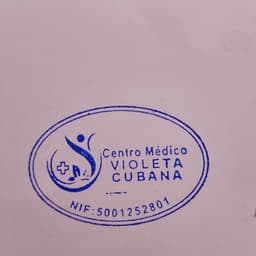 Centro Médico
VIOLETA
CUBANA
NIF:5001252801